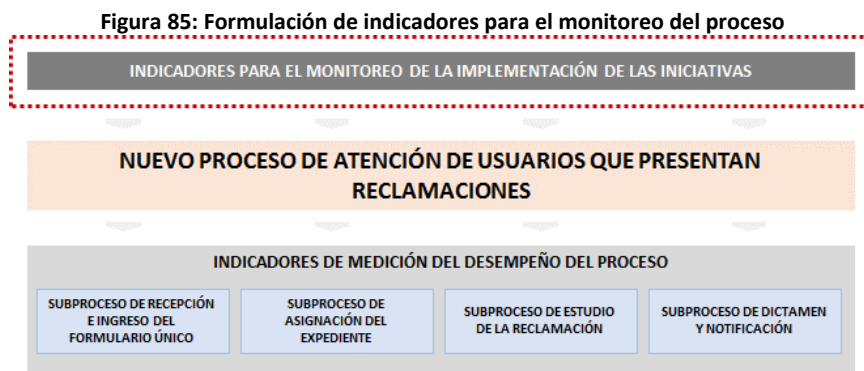 Figura 85: Formulación de indicadores para el monitoreo del proceso
INDICADORES PARA EL MONITOREO DE LA IMPLEMENTACIÓN DE LAS INICIATIVAS
NUEVO PROCESO DE ATENCIÓN DE USUARIOS QUE PRESENTAN
RECLAMACIONES
INDICADORES DE MEDICIÓN DEL DESEMPEÑO DEL PROCESO
SUBPROCESO DE RECEPCIÓN
E INGRESO DEL
FORMULARIO ÚNICO
SUBPROCESO DE
ASIGNACIÓN DEL
EXPEDIENTE
SUBPROCESO DE ESTUDIO
DE LA RECLAMACIÓN
SUBPROCESO DE DICTAMEN
Y NOTIFICACIÓN